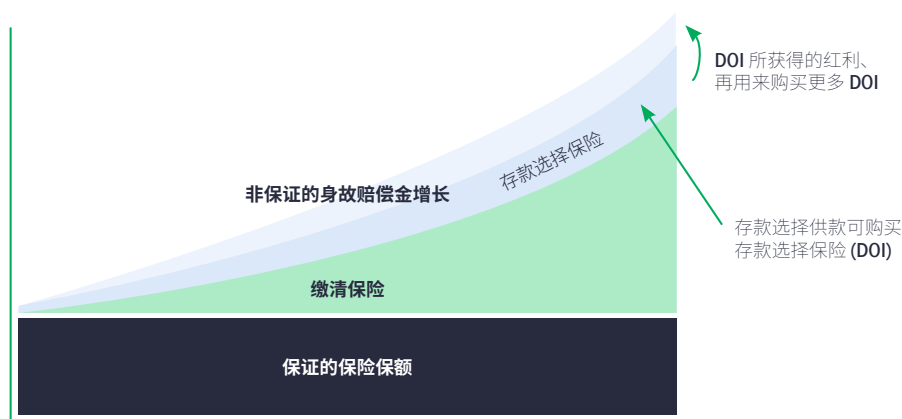 DOI 所获得的红利、
再用来购买更多 DOI
存款选择保险
非保证的身故赔偿金增长
存款选择供款可购买
存款选择保险 (DOI)
缴清保险
保证的保险保额